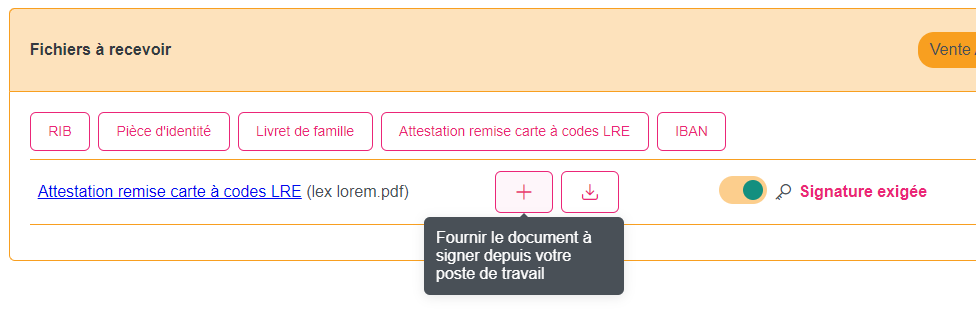 Fichiers à recevoir
Vente
RIB
Pièce d'identité
Livret de famille
Attestation remise carte à codes LRE
IBAN
Attestation remise carte à codes LRE (lex lorem.pdf)
Signature exigée
Fournir le document à
signer depuis votre
poste de travail